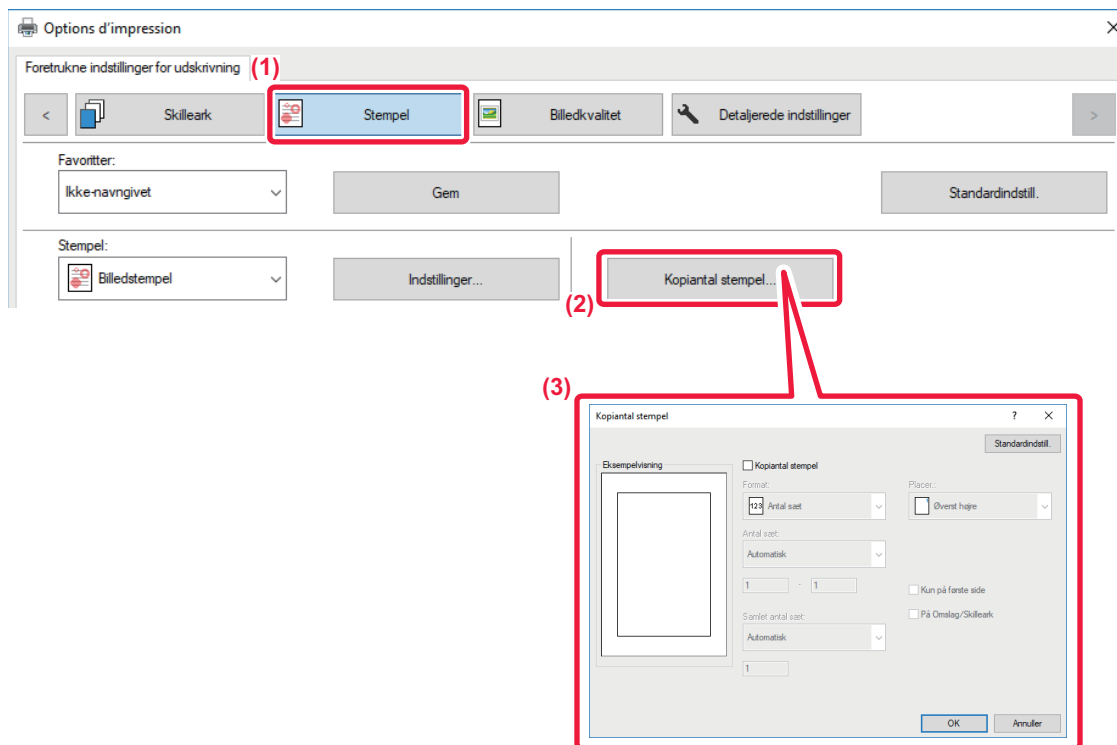 Options d'impression
Foretrukne indstillinger for udskrivning
(1)
< Skilleark Stempel Billedkvalitet Detaljerede indstillinger >
Favoritter:
Ikke-navngivet Gem Standardindstill.
Stempel:
Billedstempel Indstillinger... Kopiantal stempel...
(2)
(3)
Kopiantal stempel ?
Standardindstill.
Eksempelvisning Kopiantal stempel
Format: Placer.:
123 Antal sæt Øverst højre
Antal sæt:
Automatisk
1 - 1 Kun på første side
På Omslag/Skilleark
Samlet antal sæt:
Automatisk
1
OK Annuller